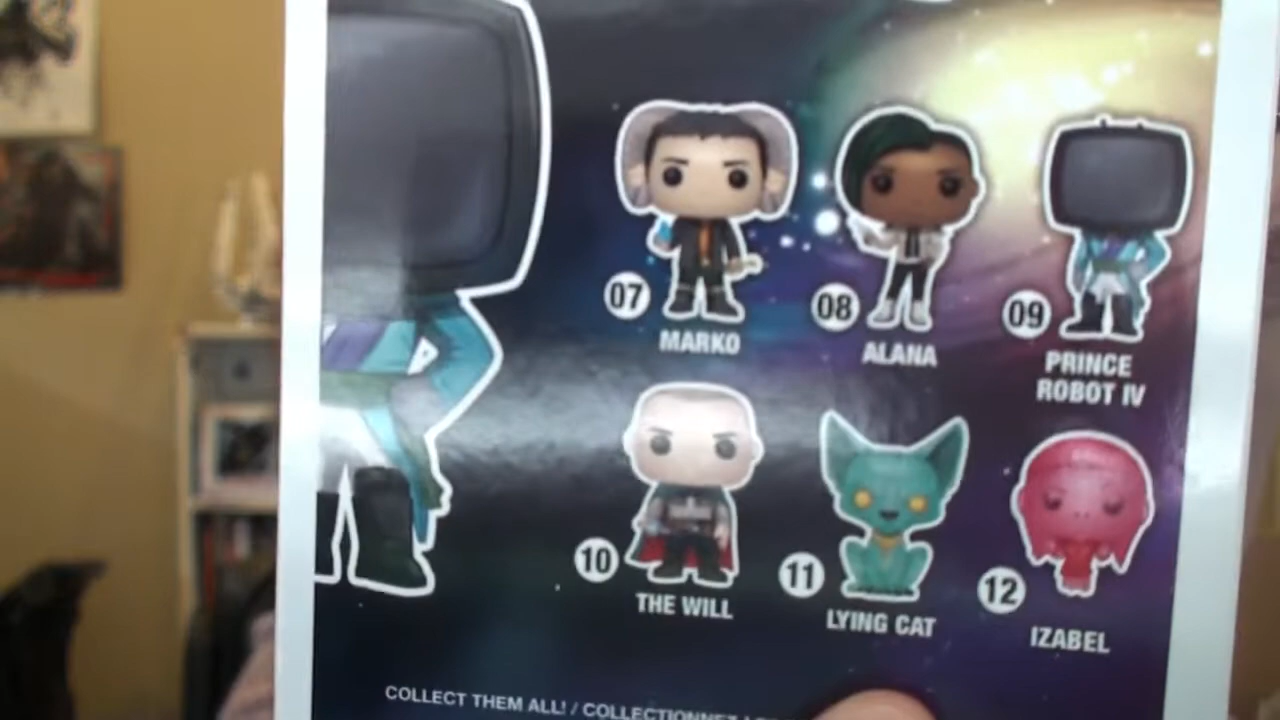 07
MARKO
08
ALANA
09
PRINCE
ROBOT IV
10
THE WILL
11
LYING CAT
12
IZABEL
COLLECT THEM ALL! / COLLECTIONNEZ